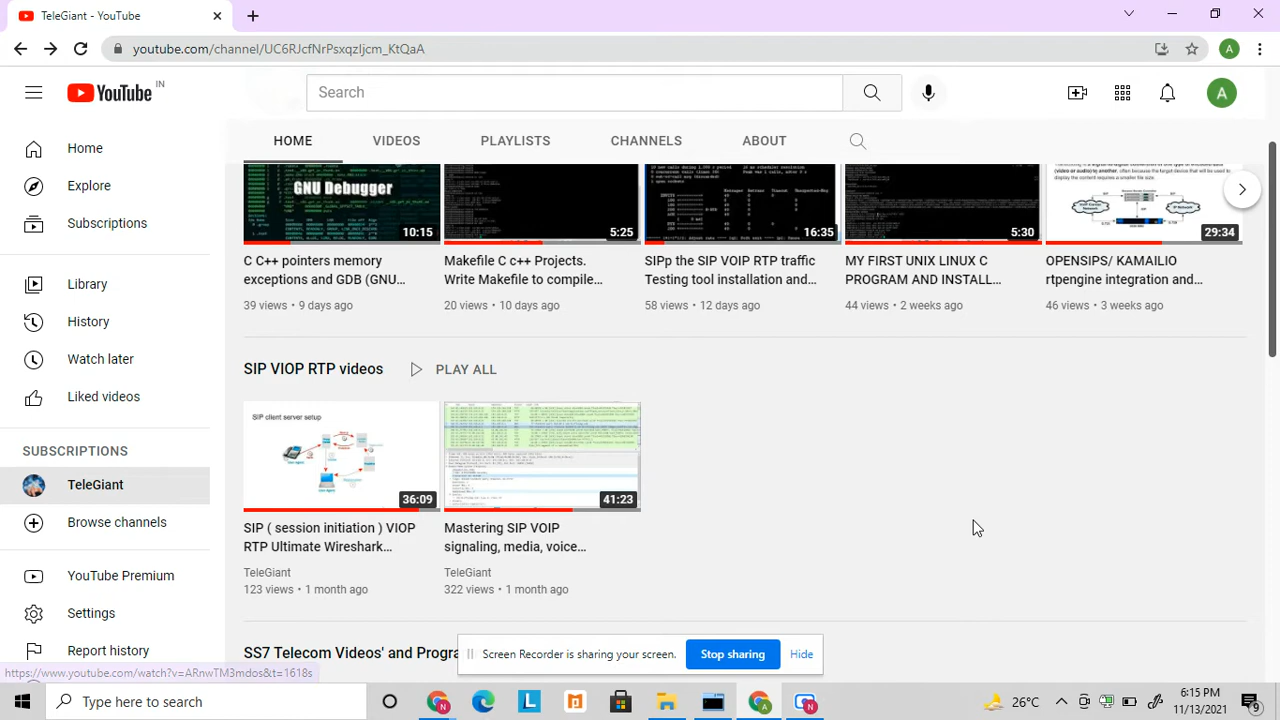 TeleGiant - YouTube
youtube.com/channel/UC6RJcfNrPsxqzIjcm_KtQaA
YouTube IN
Search
A
HOME VIDEOS PLAYLISTS CHANNELS ABOUT
Home
Explore
Subscriptions
Library
History
Watch later
Liked videos
SUBSCRIPTIONS
TeleGiant
Browse channels
YouTube Premium
Settings
Report history
GNU Debugger
10:15
5:25
16:35
5:30
29:34
C C++ pointers memory
exceptions and GDB (GNU...
39 views • 9 days ago
Makefile C c++ Projects.
Write Makefile to compile...
20 views • 10 days ago
SIPp the SIP VOIP RTP traffic
Testing tool installation and...
58 views • 12 days ago
MY FIRST UNIX LINUX C
PROGRAM AND INSTALL...
44 views • 2 weeks ago
OPENSIPS/ KAMAILIO
rtpengine integration and...
46 views • 3 weeks ago
SIP VIOP RTP videos PLAY ALL
SIP client server setup
36:09
41:23
SIP ( session initiation ) VIOP
RTP Ultimate Wireshark...
TeleGiant
123 views • 1 month ago
Mastering SIP VOIP
signaling, media, voice...
TeleGiant
322 views • 1 month ago
SS7 Telecom Videos' and Progra
Screen Recorder is sharing your screen. Stop sharing Hide
https://www.youtube.com/watch?v=ARnwTM3mdos&t=1618s
Type here to search
26°C
6:15 PM
11/13/2021
9